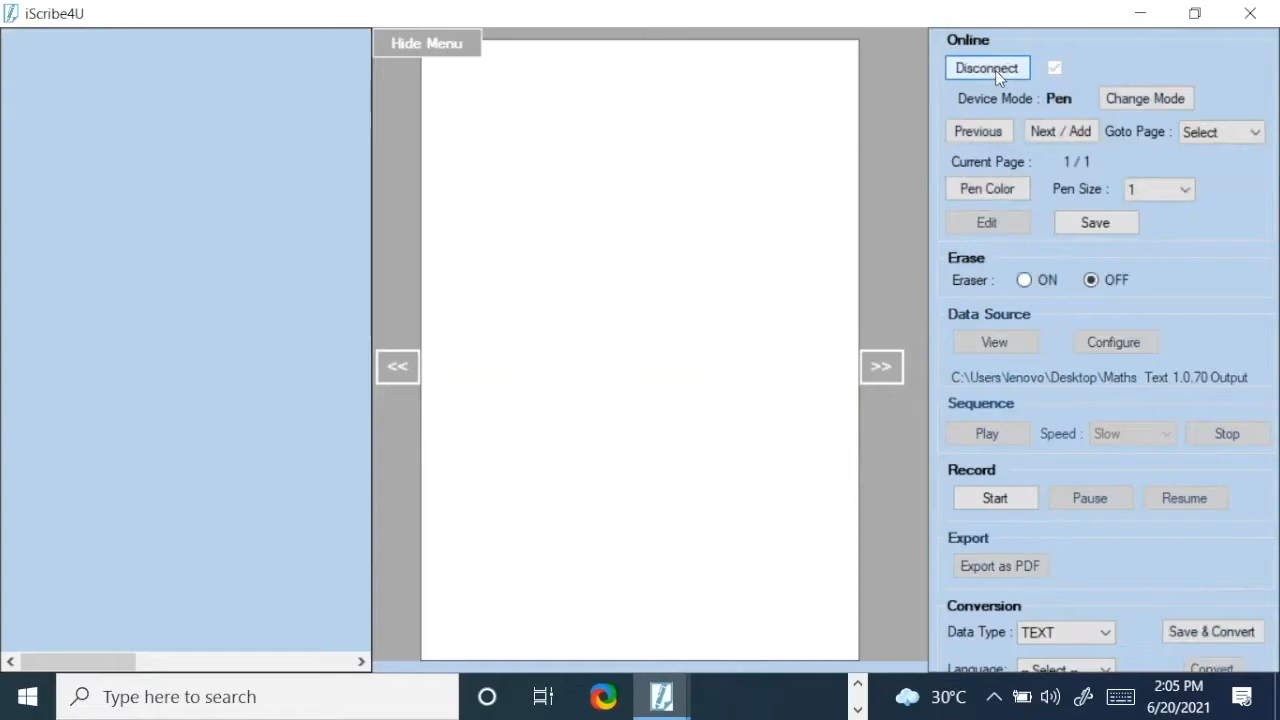 iScribe4U
Hide Menu
<<
>>
Online
Disconnect
Device Mode : Pen Change Mode
Previous Next / Add Goto Page : Select
Current Page : 1 / 1
Pen Color Pen Size : 1
Edit Save
Erase
Eraser : ON OFF
Data Source
View Configure
C:\Users\lenovo\Desktop\Maths Text 1.0.70 Output
Sequence
Play Speed : Slow Stop
Record
Start Pause Resume
Export
Export as PDF
Conversion
Data Type : TEXT Save & Convert
Language: -- Select -- Convert
Type here to search
30°C
2:05 PM
6/20/2021